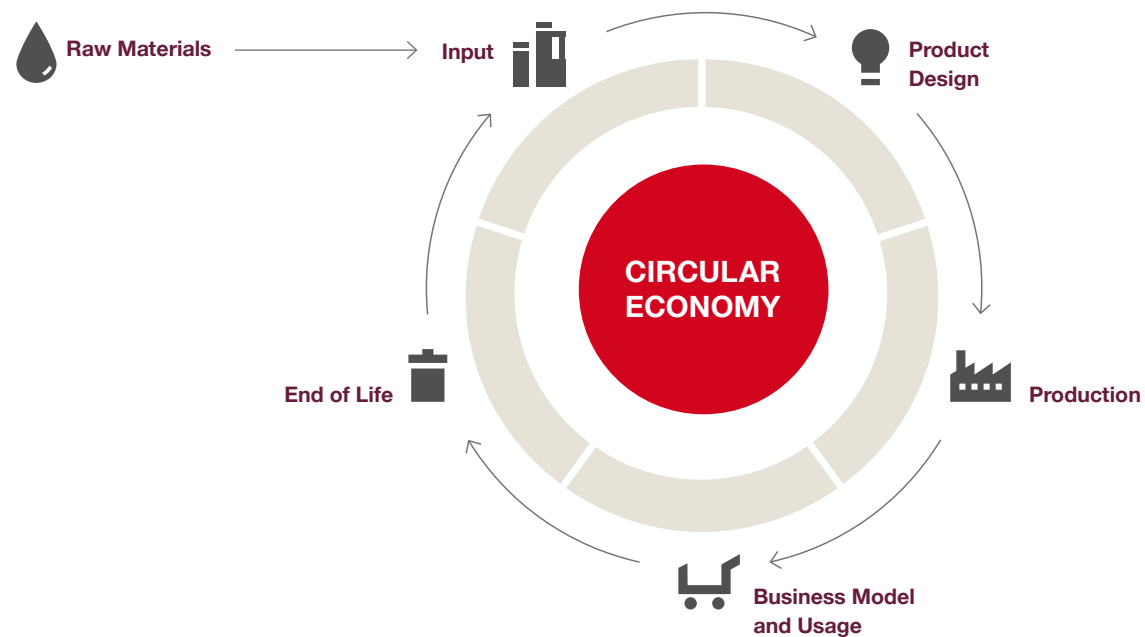 Raw Materials
Input
Product
Design
CIRCULAR
ECONOMY
End of Life
Production
Business Model
and Usage